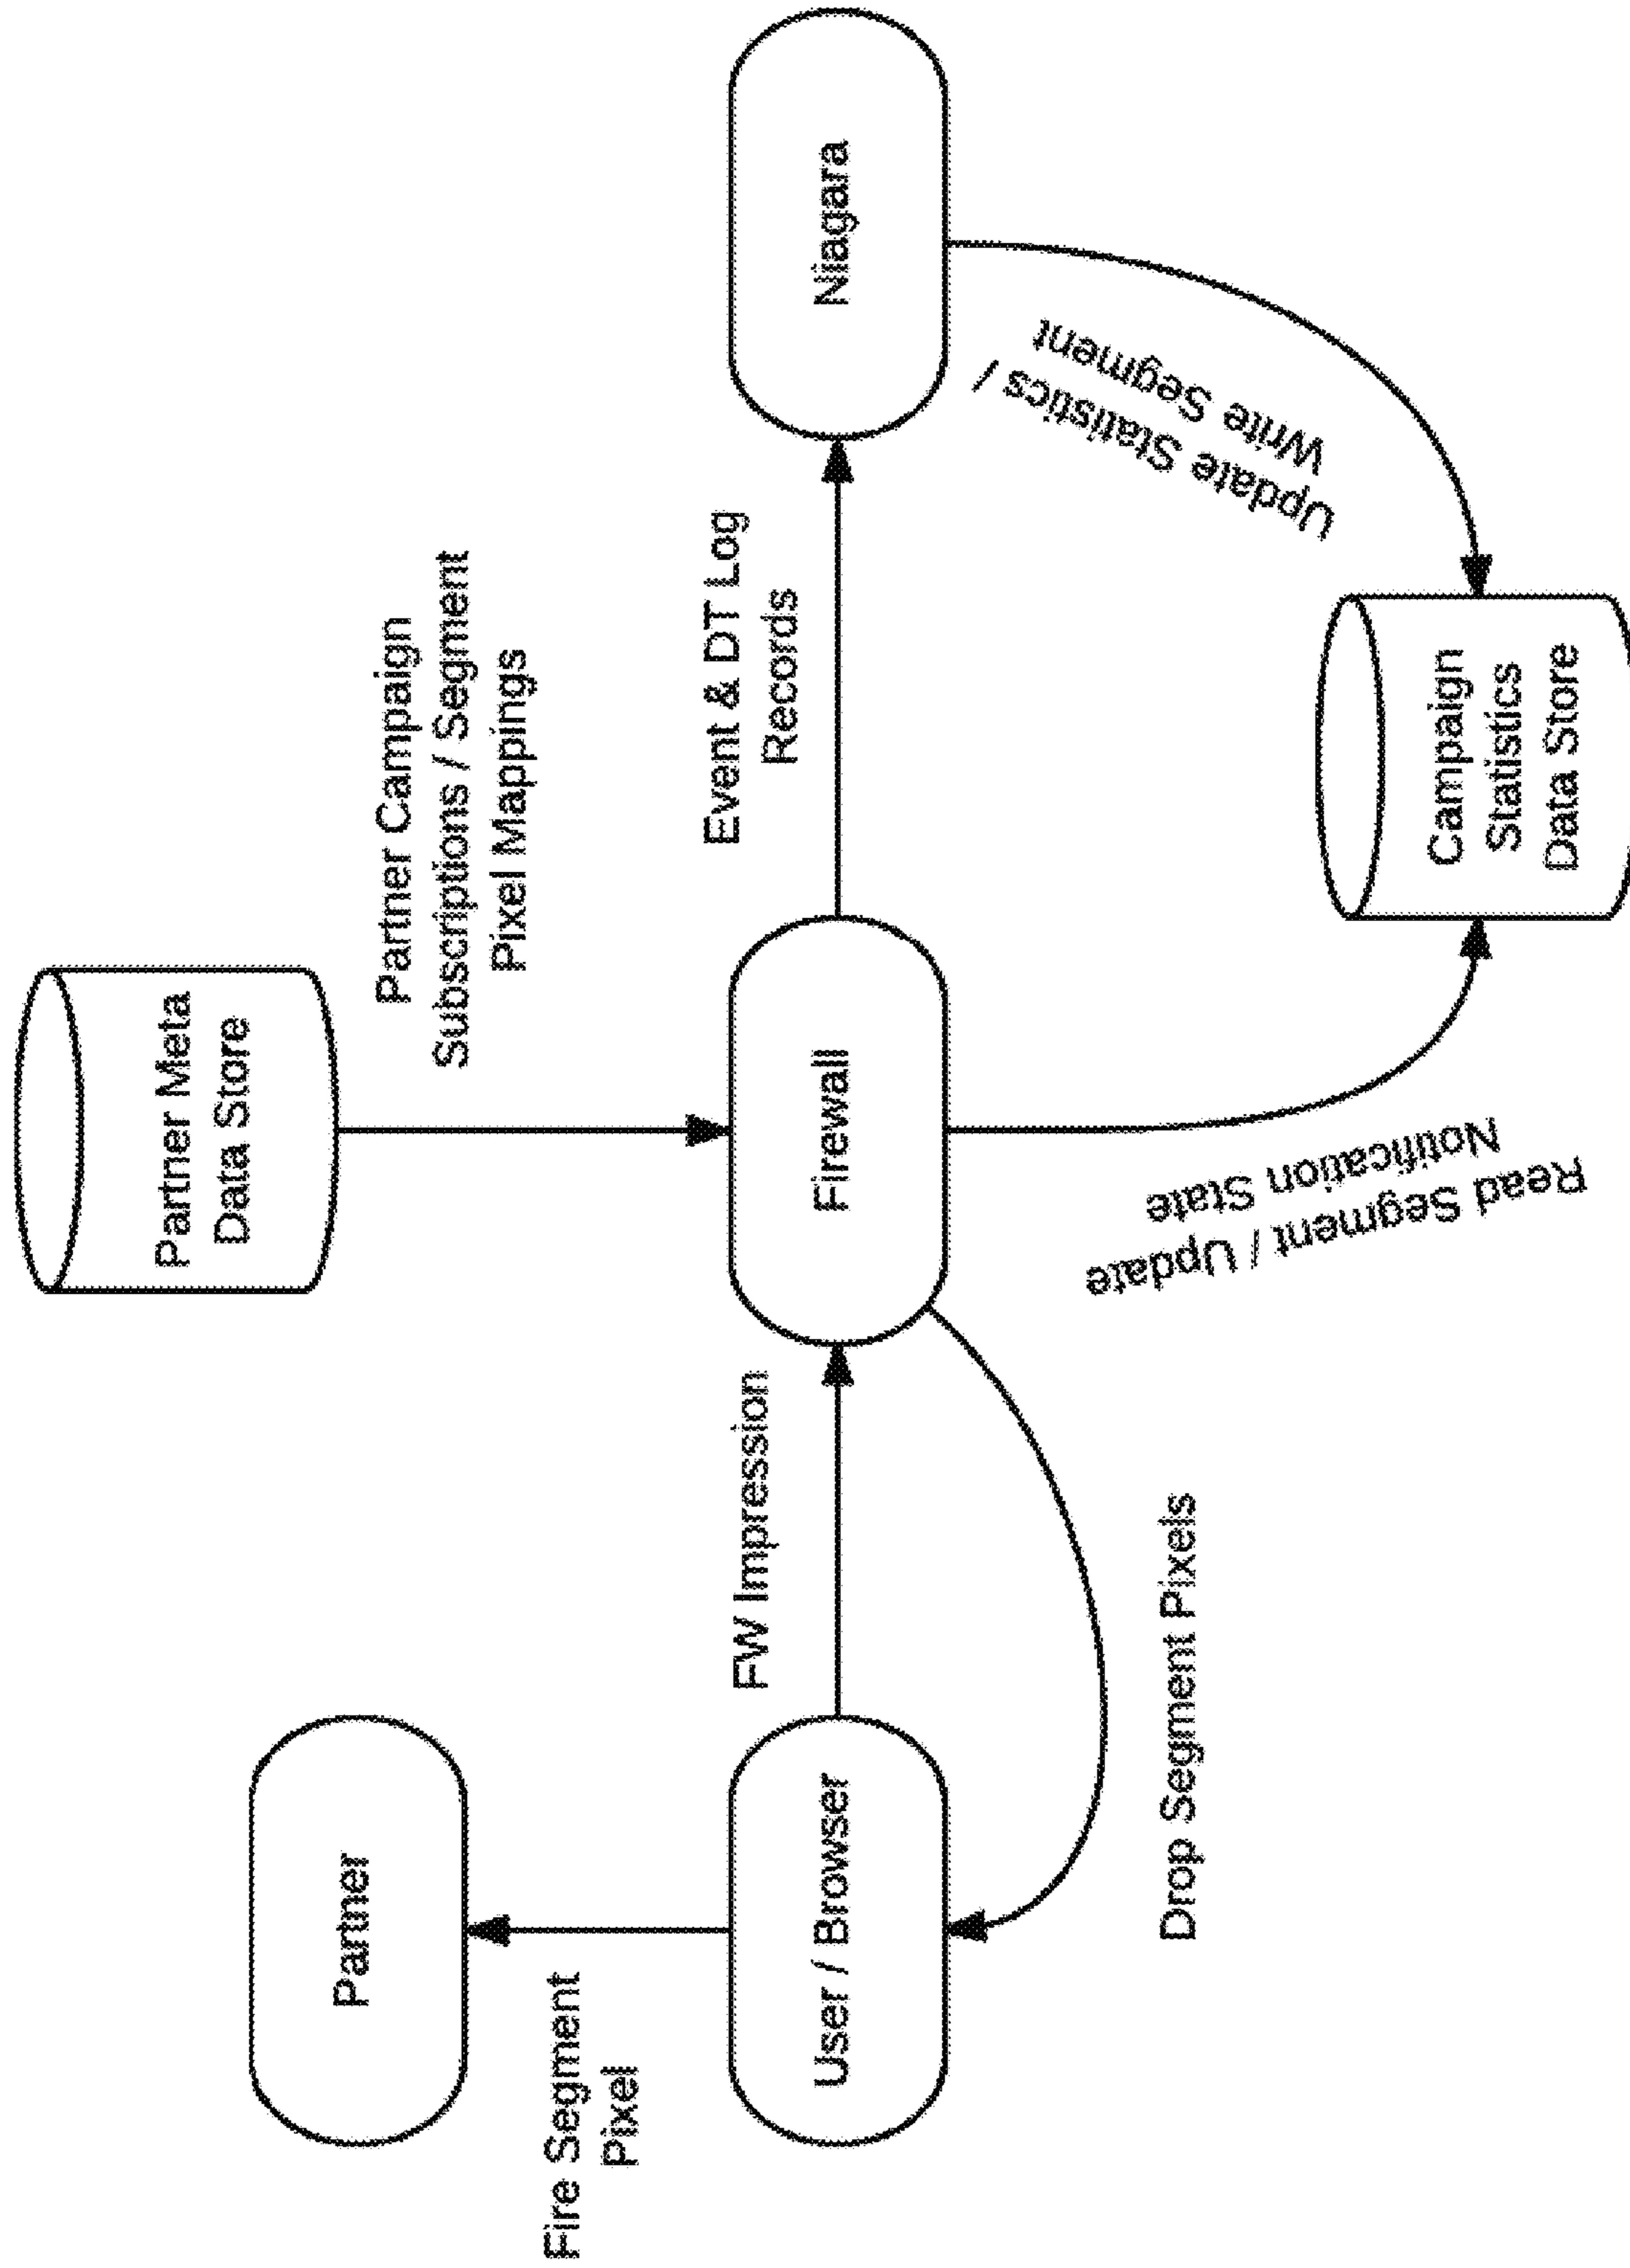 Partner Meta
Data Store
Partner Campaign
Subscriptions / Segment
Pixel Mappings
Partner
Fire Segment
Pixel
User / Browser
FW Impression
Firewall
Event & DT Log
Records
Niagara
Drop Segment Pixels
Read Segment / Update
Notification State
Update Statistics /
Write Segment
Campaign
Statistics
Data Store